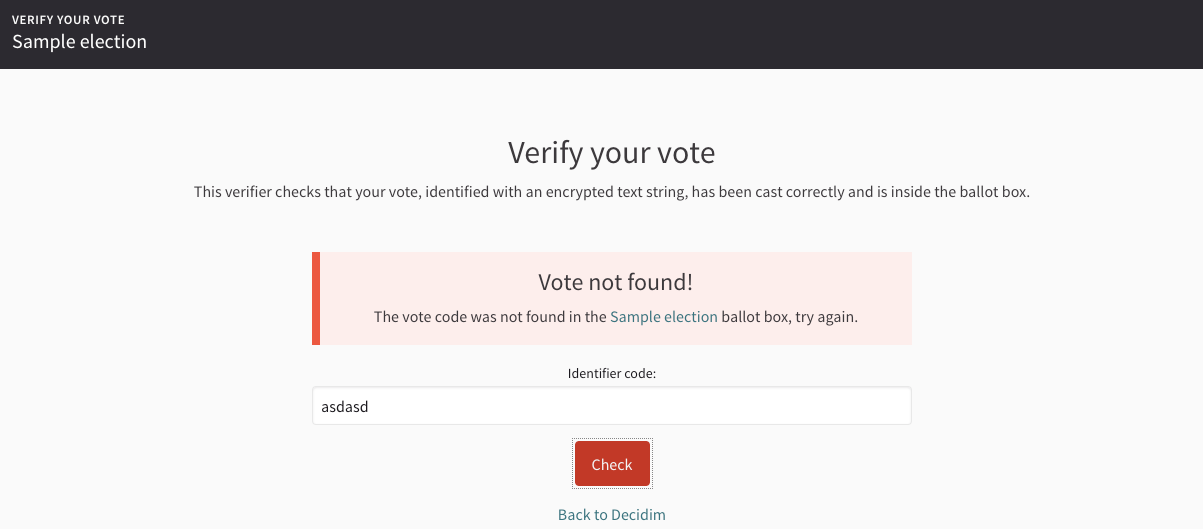 VERIFY YOUR VOTE
Sample election
Verify your vote
This verifier checks that your vote, identified with an encrypted text string, has been cast correctly and is inside the ballot box.
Vote not found!
The vote code was not found in the Sample election ballot box, try again.
Identifier code:
asdasd
Check
Back to Decidim